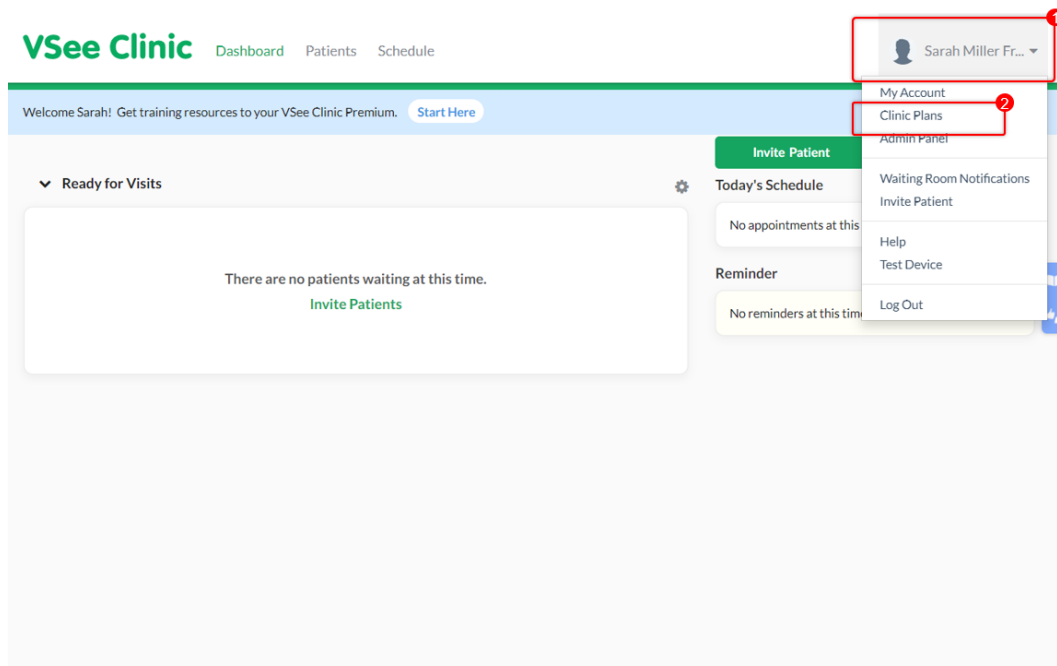 VSee Clinic Dashboard Patients Schedule
1
Sarah Miller Fr...
Welcome Sarah! Get training resources to your VSee Clinic Premium. Start Here
My Account
2
Clinic Plans
Admin Panel
Waiting Room Notifications
Invite Patient
Help
Test Device
Log Out
Invite Patient
Ready for Visits
There are no patients waiting at this time.
Invite Patients
Today's Schedule
No appointments at this
Reminder
No reminders at this tim